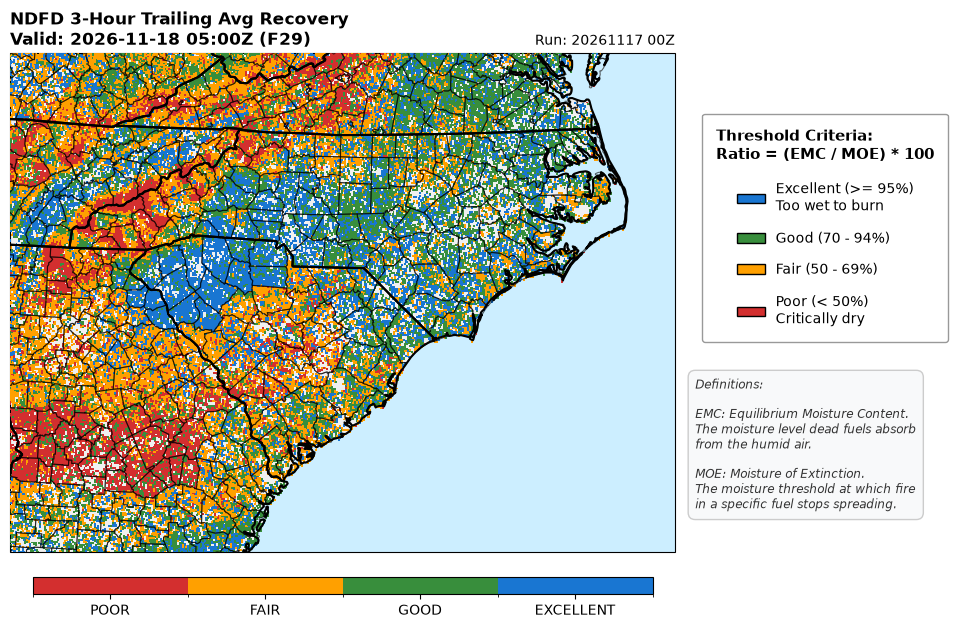 NDFD 3-Hour Trailing Avg Recovery
Valid: 2026-11-18 05:00Z (F29)
Run: 20261117 00Z
Threshold Criteria:
Ratio = (EMC / MOE) * 100
Excellent (>= 95%)
Too wet to burn
Good (70 - 94%)
Fair (50 - 69%)
Poor (< 50%)
Critically dry
Definitions:
EMC: Equilibrium Moisture Content.
The moisture level dead fuels absorb
from the humid air.
MOE: Moisture of Extinction.
The moisture threshold at which fire
in a specific fuel stops spreading.
POOR
FAIR
GOOD
EXCELLENT